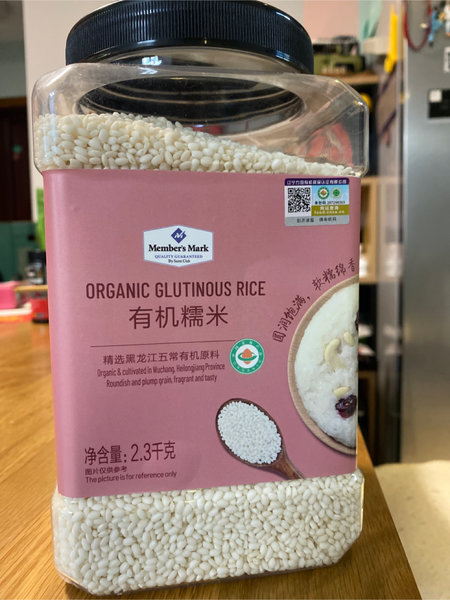 Member's Mark
QUALITY GUARANTEED
By Sam's Club
ORGANIC GLUTINOUS RICE
有机糯米
圆润饱满，软糯绵香
精选黑龙江五常有机原料
Organic & cultivated in Wuchang, Heilongjiang Province
Roundish and plump grain, fragrant and tasty
净含量: 2.3千克
图片仅供参考
The picture is for reference only